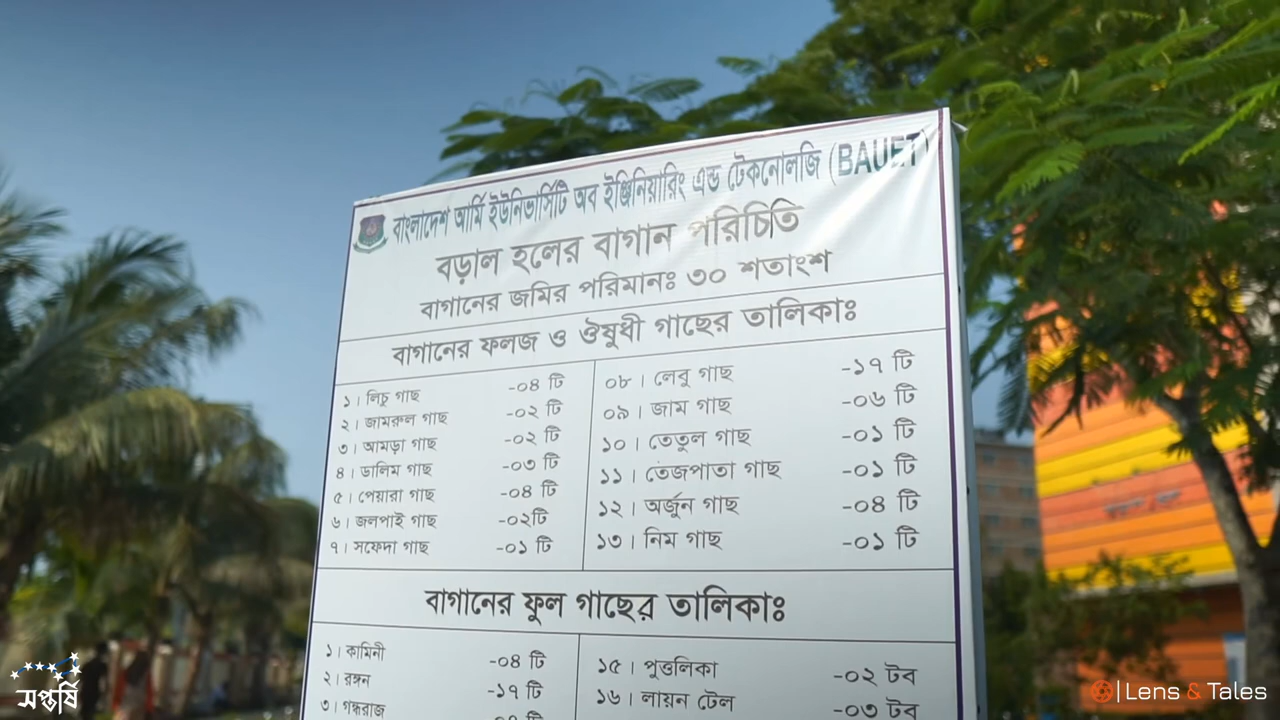 বাংলাদেশ আর্মি ইউনিভার্সিটি অব ইঞ্জিনিয়ারিং এন্ড টেকনোলজি (BAUET)
বড়াল হলের বাগান পরিচিতি
বাগানের জমির পরিমানঃ ৩০ শতাংশ
বাগানের ফলজ ও ঔষুধী গাছের তালিকাঃ
১। লিচু গাছ -০৪ টি
২। জামরুল গাছ -০২ টি
৩। আমড়া গাছ -০২ টি
৪। ডালিম গাছ -০৩ টি
৫। পেয়ারা গাছ -০৪ টি
৬। জলপাই গাছ -০২টি
৭। সফেদা গাছ -০১ টি
০৮। লেবু গাছ -১৭ টি
০৯। জাম গাছ -০৬ টি
১০। তেতুল গাছ -০১ টি
১১। তেজপাতা গাছ -০১ টি
১২। অর্জুন গাছ -০৪ টি
১৩। নিম গাছ -০১ টি
বাগানের ফুল গাছের তালিকাঃ
১। কামিনী -০৪ টি
২। রঙ্গন -১৭ টি
৩। গন্ধরাজ
১৫। পুত্তলিকা -০২ টব
১৬। লায়ন টেল -০৩ টব
সপ্তর্ষি
Lens & Tales